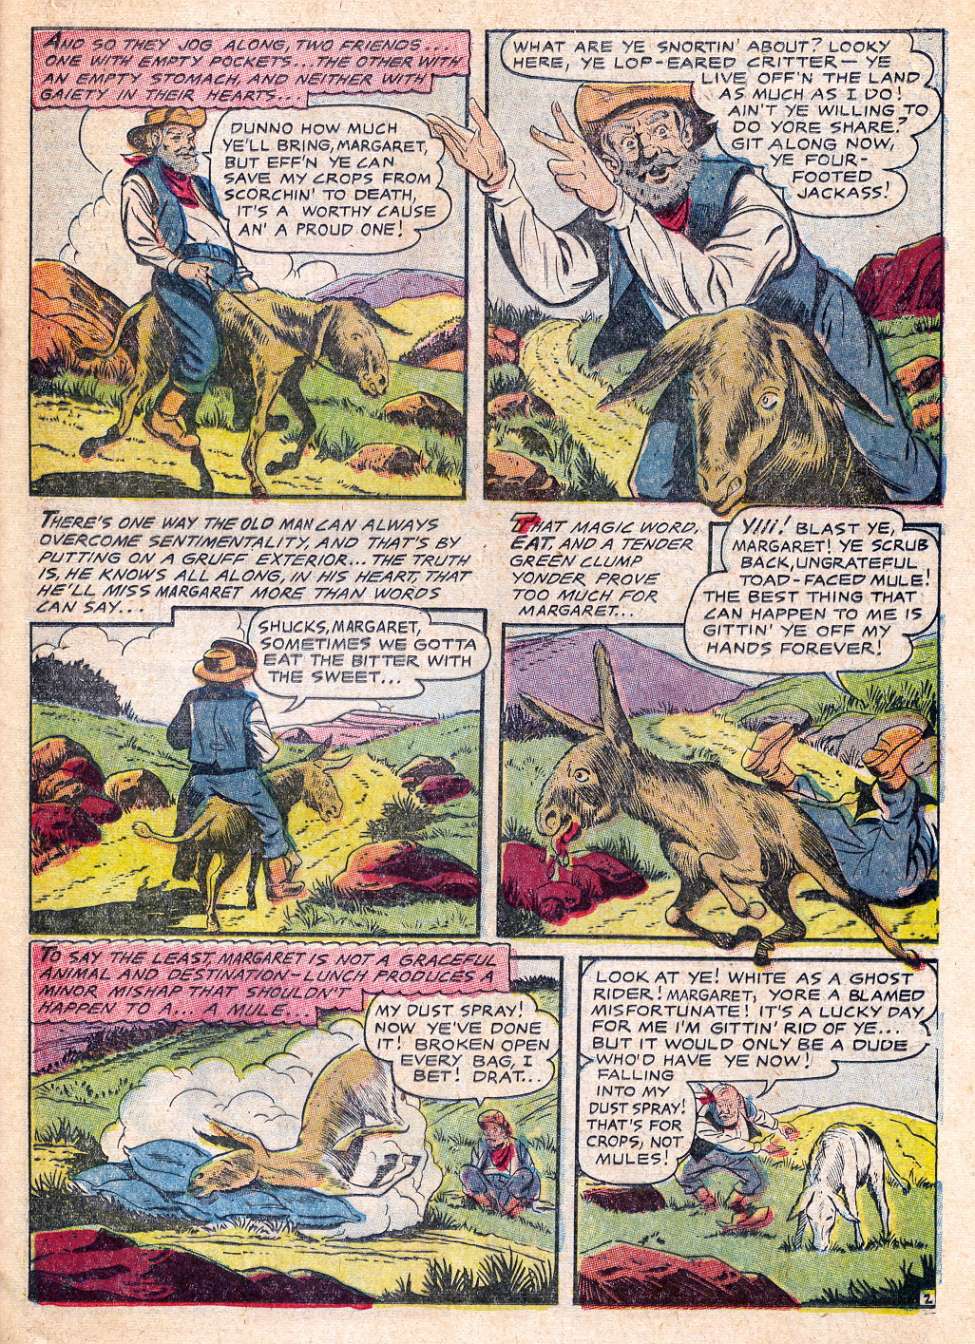 AND SO THEY JOG ALONG, TWO FRIENDS...
ONE WITH EMPTY POCKETS... THE OTHER WITH
AN EMPTY STOMACH, AND NEITHER WITH
GAIETY IN THEIR HEARTS...
DUNNO HOW MUCH
YE'LL BRING, MARGARET,
BUT EFF'N YE CAN
SAVE MY CROPS FROM
SCORCHIN' TO DEATH,
IT'S A WORTHY CAUSE
AN' A PROUD ONE!
WHAT ARE YE SNORTIN' ABOUT? LOOKY
HERE, YE LOP-EARED CRITTER— YE
LIVE OFF'N THE LAND
AS MUCH AS I DO!
AIN'T YE WILLING TO
DO YORE SHARE?
GIT ALONG NOW,
YE FOUR-
FOOTED
JACKASS!
THERE'S ONE WAY THE OLD MAN CAN ALWAYS
OVERCOME SENTIMENTALITY, AND THAT'S BY
PUTTING ON A GRUFF EXTERIOR... THE TRUTH
IS, HE KNOWS ALL ALONG, IN HIS HEART, THAT
HE'LL MISS MARGARET MORE THAN WORDS
CAN SAY...
SHUCKS, MARGARET,
SOMETIMES WE GOTTA
EAT THE BITTER WITH
THE SWEET...
THAT MAGIC WORD,
EAT, AND A TENDER
GREEN CLUMP
YONDER PROVE
TOO MUCH FOR
MARGARET...
YIII! BLAST YE,
MARGARET! YE SCRUB
BACK, UNGRATEFUL
TOAD-FACED MULE!
THE BEST THING THAT
CAN HAPPEN TO ME IS
GITTIN' YE OFF MY
HANDS FOREVER!
TO SAY THE LEAST, MARGARET IS NOT A GRACEFUL
ANIMAL AND DESTINATION-LUNCH PRODUCES A
MINOR MISHAP THAT SHOULDN'T
HAPPEN TO A... A MULE...
MY DUST SPRAY!
NOW YE'VE DONE
IT! BROKEN OPEN
EVERY BAG, I
BET! DRAT...
LOOK AT YE! WHITE AS A GHOST
RIDER! MARGARET, YORE A BLAMED
MISFORTUNATE! IT'S A LUCKY DAY
FOR ME I'M GITTIN' RID OF YE...
BUT IT WOULD ONLY BE A DUDE
WHO'D HAVE YE NOW!
FALLING
INTO MY
DUST SPRAY!
THAT'S FOR
CROPS, NOT
MULES!
2